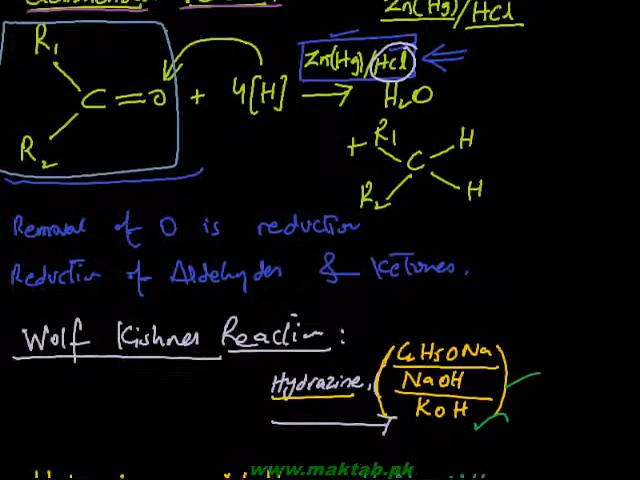 Zn(Hg)/HCl
R1
C=O + 4[H] → Zn(Hg)/HCl
R2
H2O
+ R1 C H
R2 H
Removal of O is reduction
Reduction of Aldehydes & Ketones.
Wolf Kishner Reaction:
Hydrazine,
C2H5ONa
NaOH
KOH
www.maktab.pk